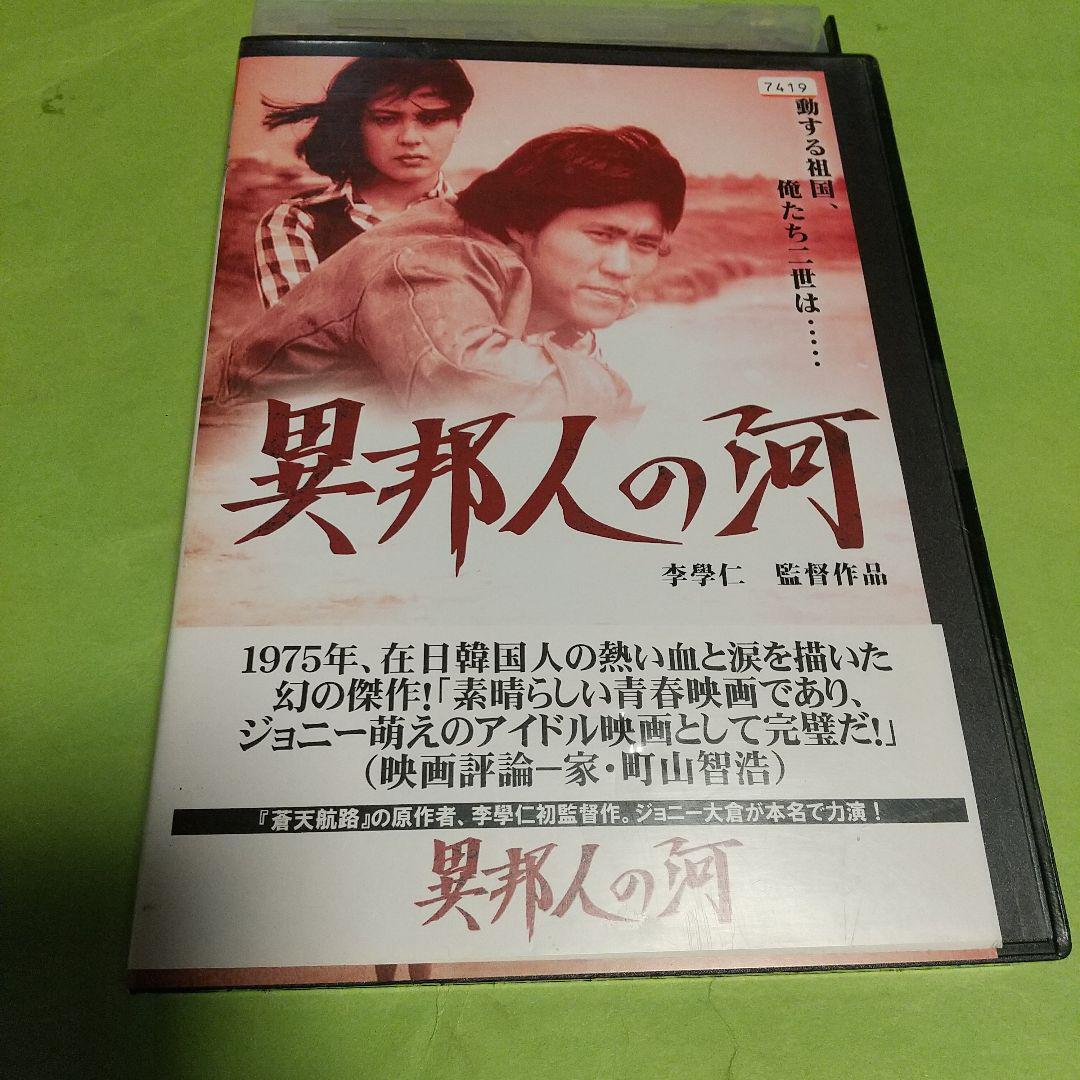 7419
動する祖国、
俺たち二世は……
異邦人の河
李學仁 監督作品
1975年、在日韓国人の熱い血と涙を描いた
幻の傑作!「素晴らしい青春映画であり、
ジョニー萌えのアイドル映画として完璧だ!」
(映画評論−家・町山智浩)
『蒼天航路』の原作者、李學仁初監督作。ジョニー大倉が本名で力演!
異邦人の河